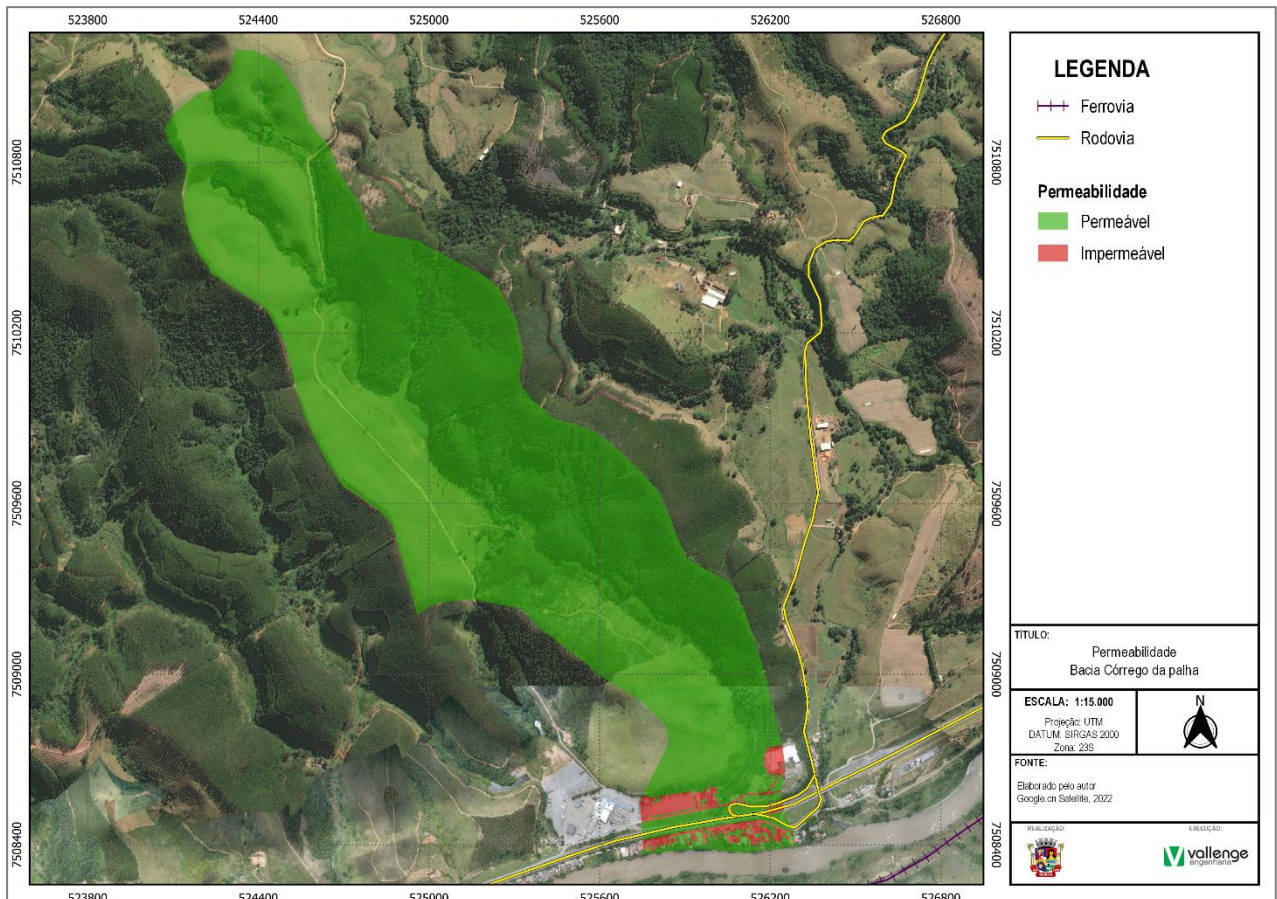 523800 524400 525000 525600 526200 526800
7510800
7510200
7509600
7509000
7508400
7510800
7510200
7509600
7509000
7508400
523800 524400 525000 525600 526200 526800
LEGENDA
Ferrovia
Rodovia
Permeabilidade
Permeável
Impermeável
TÍTULO:
Permeabilidade
Bacia Córrego da palha
ESCALA: 1:15.000
Projeção: UTM
DATUM: SIRGAS 2000
Zona: 23S
N
FONTE:
Elaborado pelo autor
Google.cn Satellite, 2022
REALIZAÇÃO:
EXECUÇÃO:
vallenge
engenharia